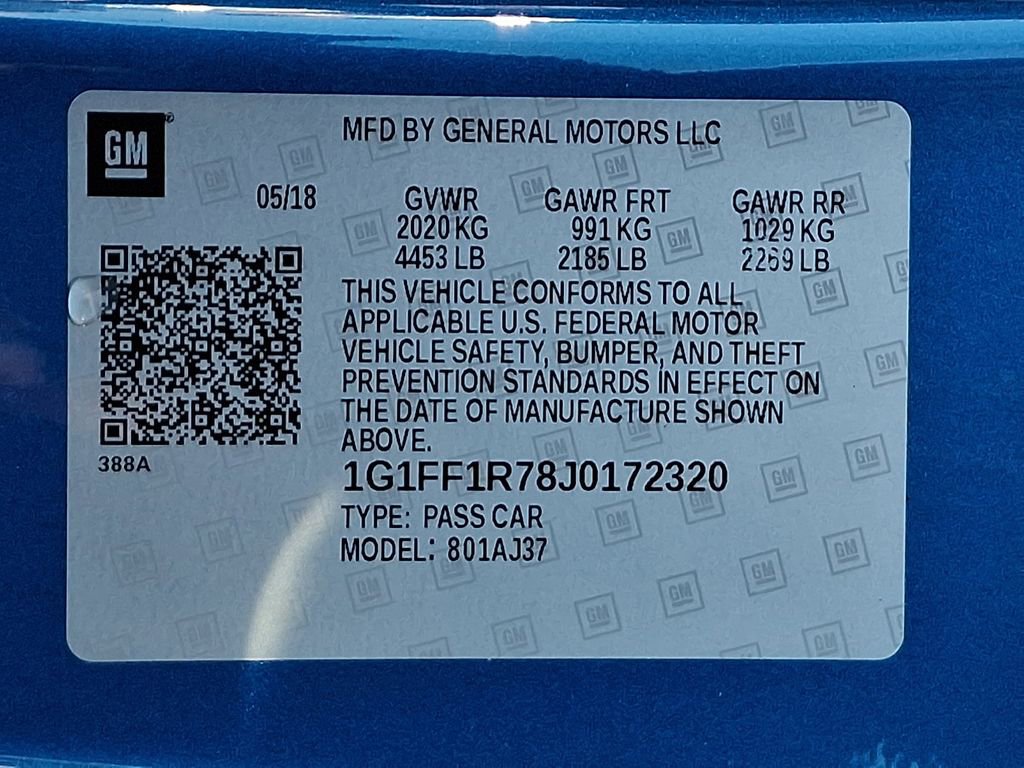 GM
MFD BY GENERAL MOTORS LLC
05/18 GVWR GAWR FRT GAWR RR
2020 KG 991 KG 1029 KG
4453 LB 2185 LB 2269 LB
THIS VEHICLE CONFORMS TO ALL
APPLICABLE U.S. FEDERAL MOTOR
VEHICLE SAFETY, BUMPER, AND THEFT
PREVENTION STANDARDS IN EFFECT ON
THE DATE OF MANUFACTURE SHOWN
ABOVE.
388A
1G1FF1R78J0172320
TYPE: PASS CAR
MODEL: 801AJ37